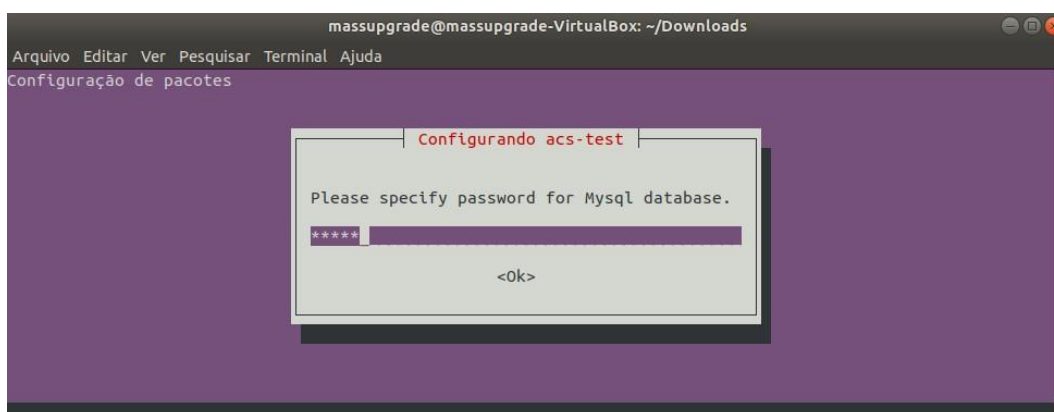 massupgrade@massupgrade-VirtualBox: ~/Downloads
Arquivo Editar Ver Pesquisar Terminal Ajuda
Configuração de pacotes
Configurando acs-test
Please specify password for Mysql database.
*****_
<Ok>